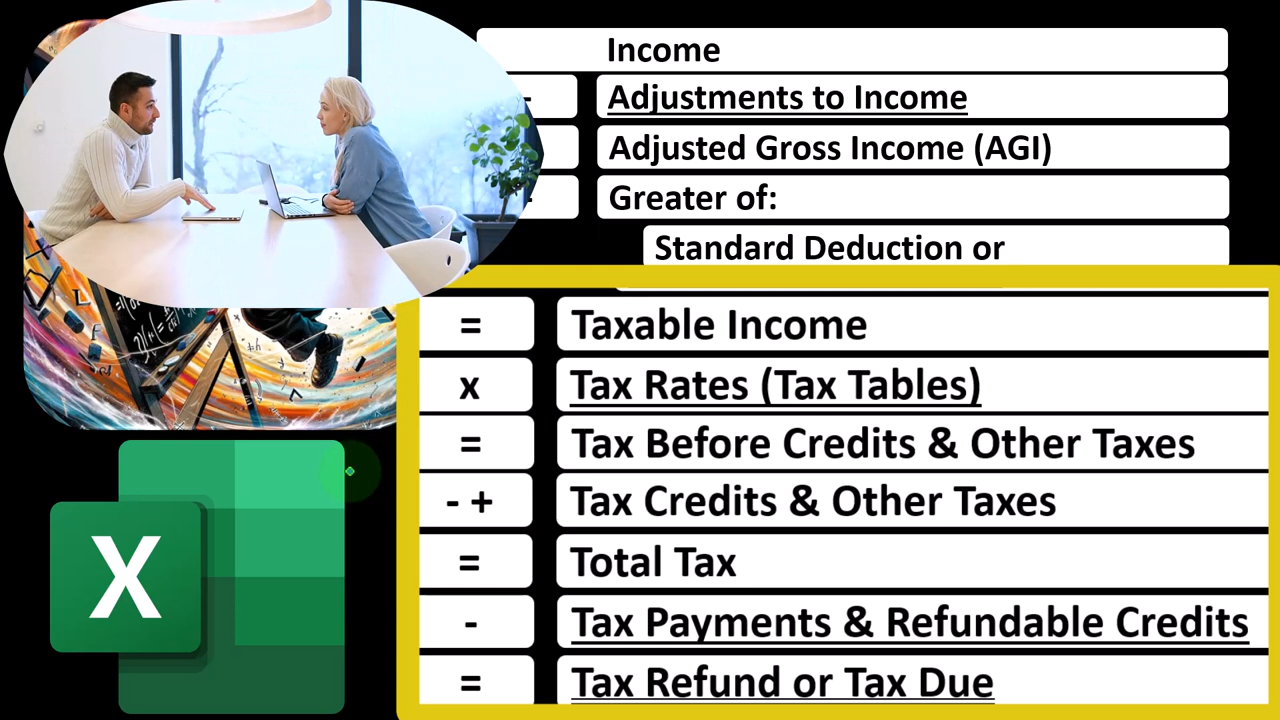 Income
- Adjustments to Income
Adjusted Gross Income (AGI)
- Greater of:
Standard Deduction or
= Taxable Income
x Tax Rates (Tax Tables)
= Tax Before Credits & Other Taxes
- + Tax Credits & Other Taxes
= Total Tax
- Tax Payments & Refundable Credits
= Tax Refund or Tax Due
X